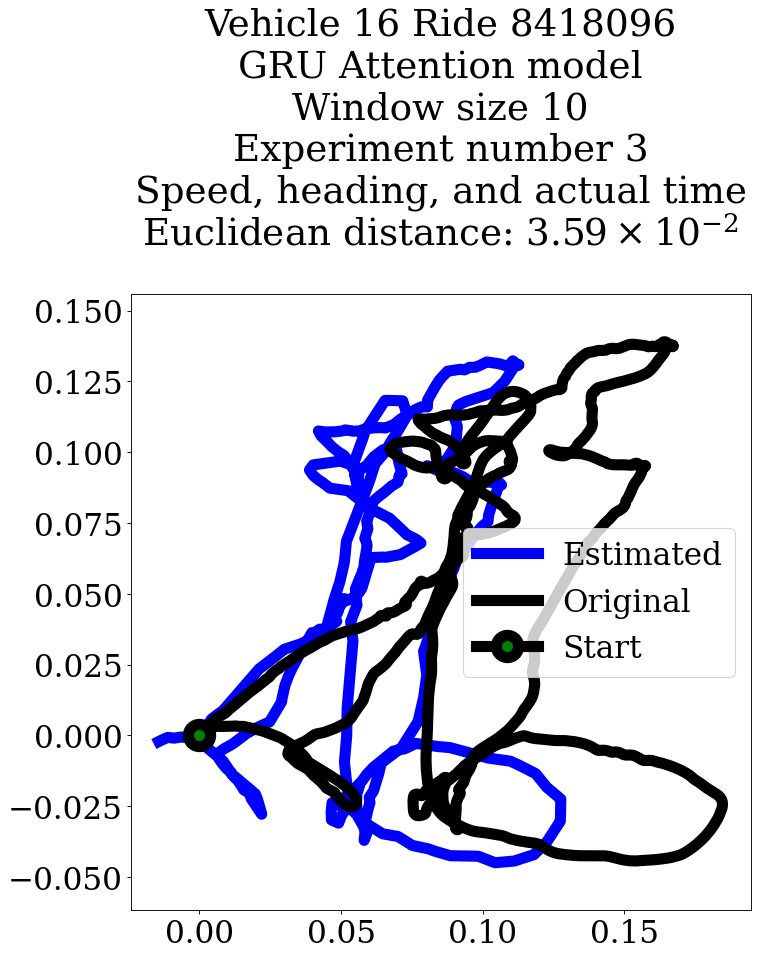 Vehicle 16 Ride 8418096
GRU Attention model
Window size 10
Experiment number 3
Speed, heading, and actual time
Euclidean distance: 3.59 × 10⁻²
0.150
0.125
0.100
0.075
0.050
0.025
0.000
−0.025
−0.050
Estimated
Original
Start
0.00 0.05 0.10 0.15